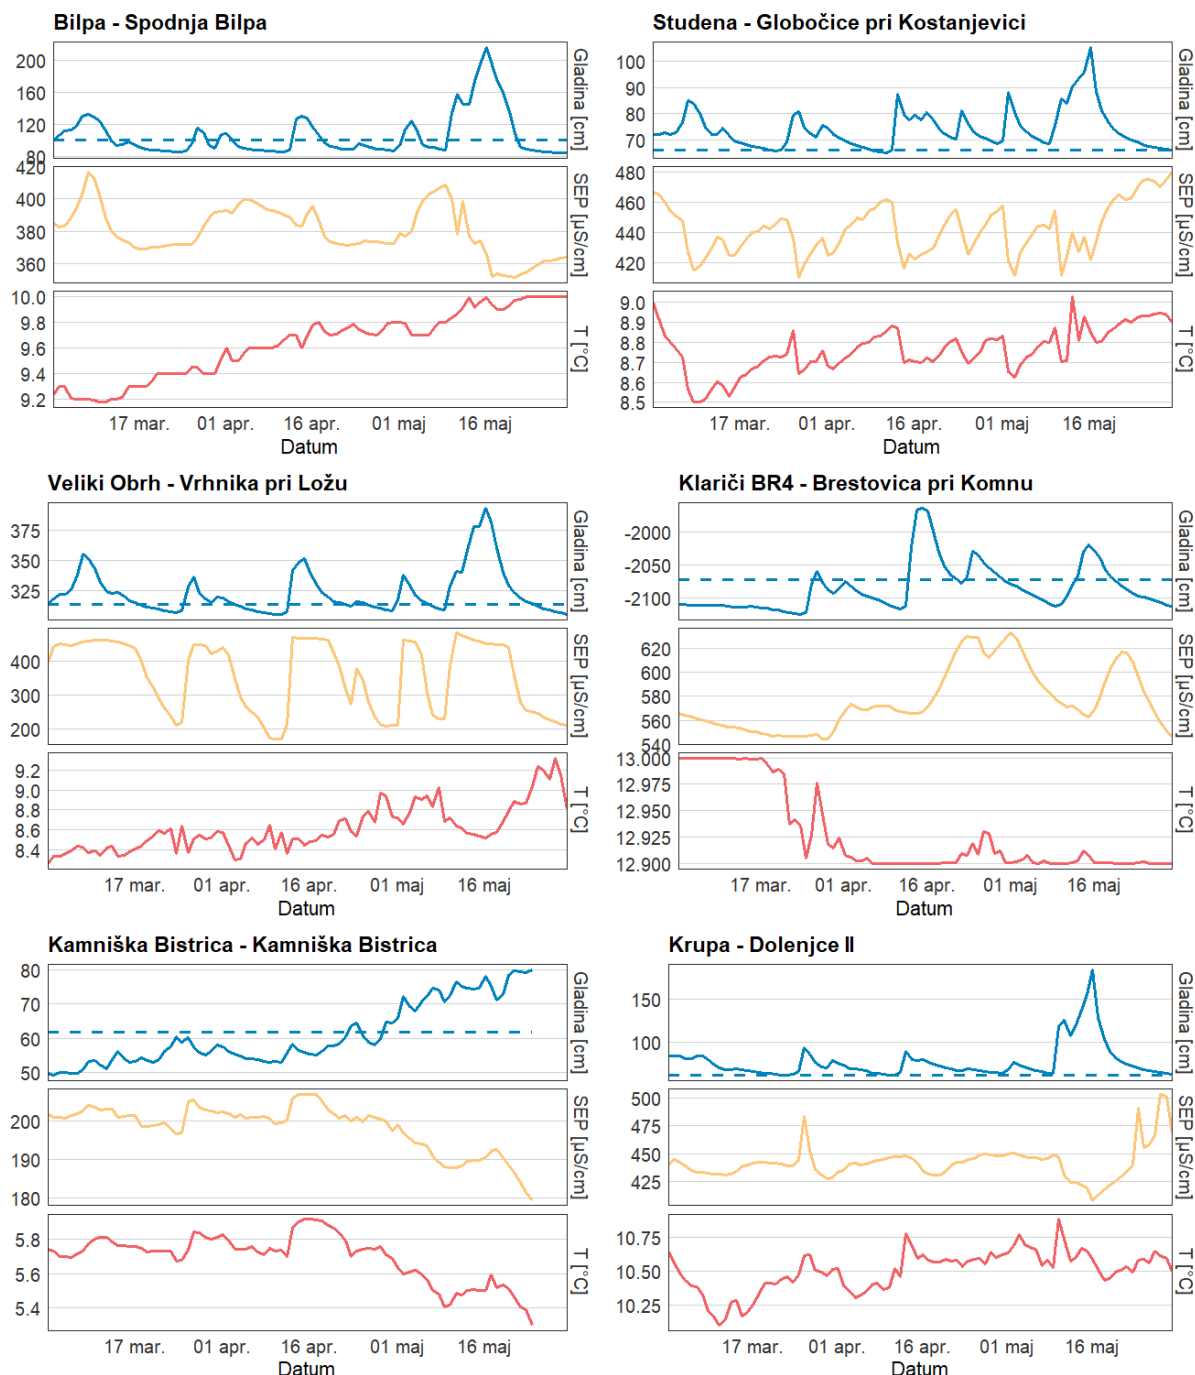 Bilpa - Spodnja Bilpa
200
160
120
80
Gladina [cm]
420
400
380
360
SEP [µS/cm]
10.0
9.8
9.6
9.4
9.2
T [°C]
17 mar. 01 apr. 16 apr. 01 maj 16 maj
Datum
Studena - Globočice pri Kostanjevici
100
90
80
70
Gladina [cm]
480
460
440
420
SEP [µS/cm]
9.0
8.9
8.8
8.7
8.6
8.5
T [°C]
17 mar. 01 apr. 16 apr. 01 maj 16 maj
Datum
Veliki Obrh - Vrhnika pri Ložu
375
350
325
Gladina [cm]
400
300
200
SEP [µS/cm]
9.2
9.0
8.8
8.6
8.4
T [°C]
17 mar. 01 apr. 16 apr. 01 maj 16 maj
Datum
Klariči BR4 - Brestovica pri Komnu
-2000
-2050
-2100
Gladina [cm]
620
600
580
560
540
SEP [µS/cm]
13.000
12.975
12.950
12.925
12.900
T [°C]
17 mar. 01 apr. 16 apr. 01 maj 16 maj
Datum
Kamniška Bistrica - Kamniška Bistrica
80
70
60
50
Gladina [cm]
200
190
180
SEP [µS/cm]
5.8
5.6
5.4
T [°C]
17 mar. 01 apr. 16 apr. 01 maj 16 maj
Datum
Krupa - Dolenjce II
150
100
Gladina [cm]
500
475
450
425
SEP [µS/cm]
10.75
10.50
10.25
T [°C]
17 mar. 01 apr. 16 apr. 01 maj 16 maj
Datum